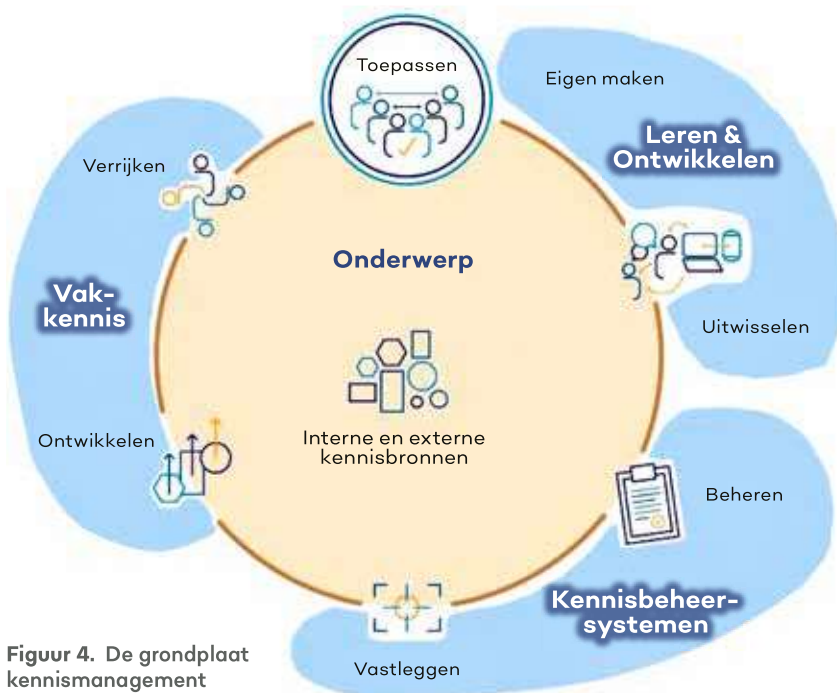 Toepassen
Eigen maken
Leren &
Ontwikkelen
Uitwisselen
Beheren
Kennisbeheer-
systemen
Vastleggen
Ontwikkelen
Vak-
kennis
Verrijken
Onderwerp
Interne en externe
kennisbronnen
Figuur 4. De grondplaat
kennismanagement